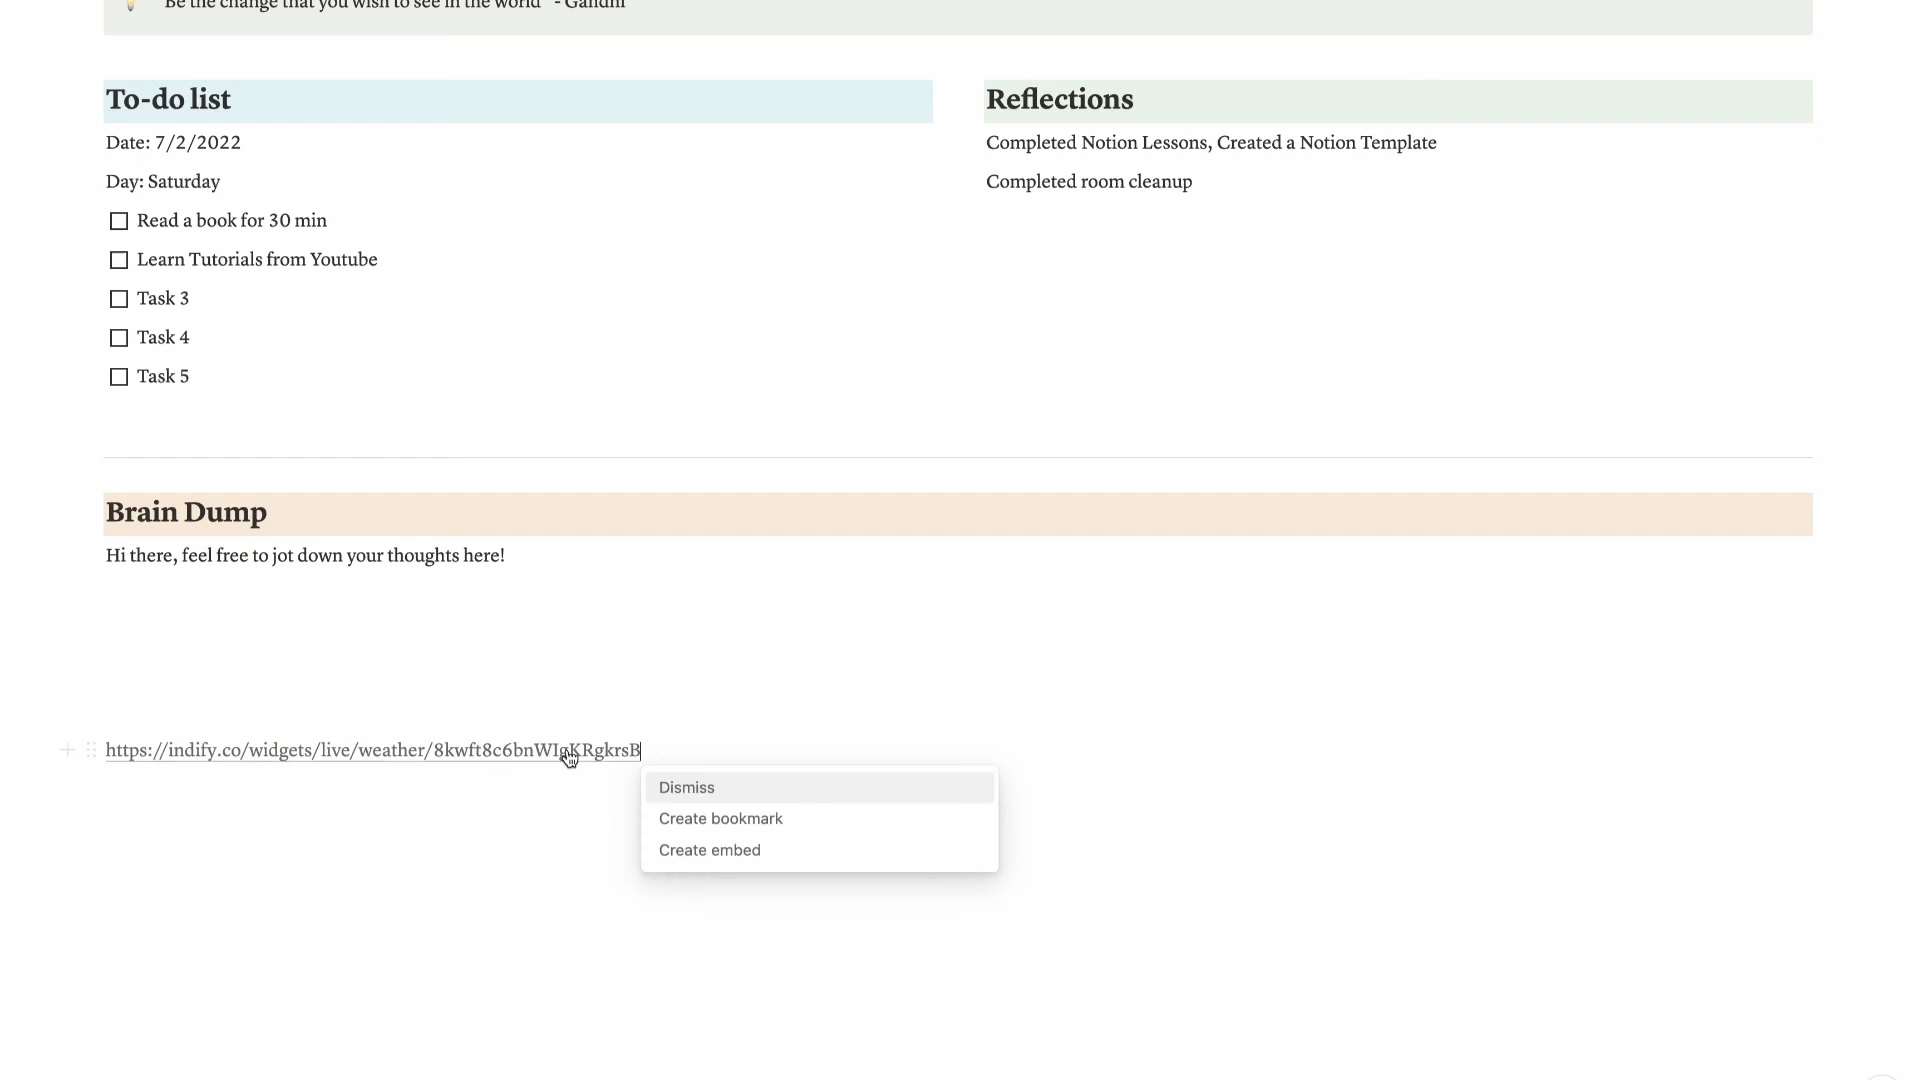 "Be the change that you wish to see in the world" - Gandhi
To-do list
Date: 7/2/2022
Day: Saturday
Read a book for 30 min
Learn Tutorials from Youtube
Task 3
Task 4
Task 5
Reflections
Completed Notion Lessons, Created a Notion Template
Completed room cleanup
Brain Dump
Hi there, feel free to jot down your thoughts here!
https://indify.co/widgets/live/weather/8kwft8c6bnWIgKRgkrsB
Dismiss
Create bookmark
Create embed